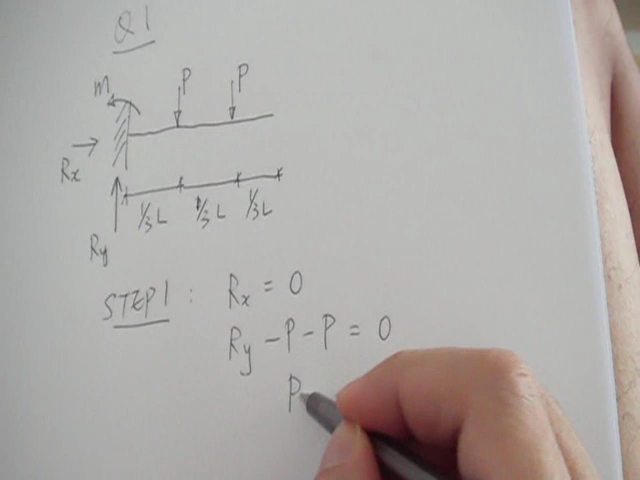 Q1
m P P
Rx
1/3 L 1/3 L 1/3 L
Ry
STEP 1 : Rx = 0
Ry - P - P = 0
P